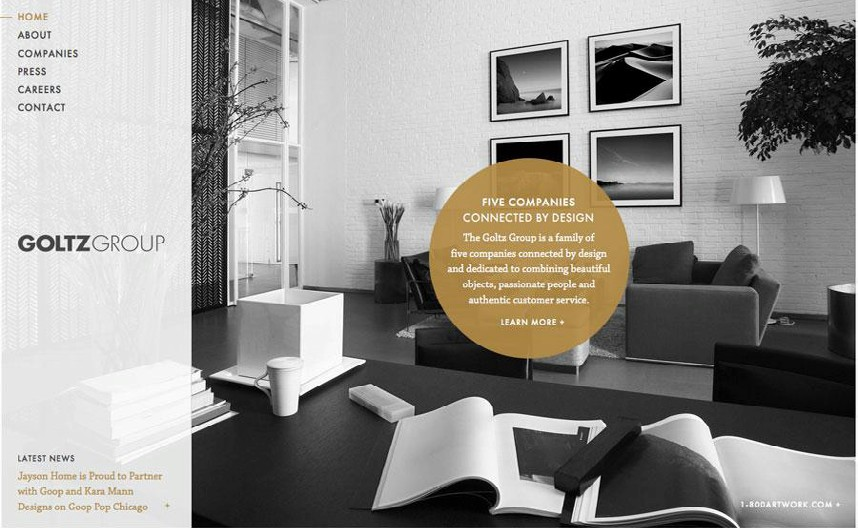 HOME
ABOUT
COMPANIES
PRESS
CAREERS
CONTACT
GOLTZGROUP
LATEST NEWS
Jayson Home is Proud to Partner
with Goop and Kara Mann
Designs on Goop Pop Chicago +
FIVE COMPANIES
CONNECTED BY DESIGN
The Goltz Group is a family of
five companies connected by design
and dedicated to combining beautiful
objects, passionate people and
authentic customer service.
LEARN MORE +
1-800ARTWORK.COM +